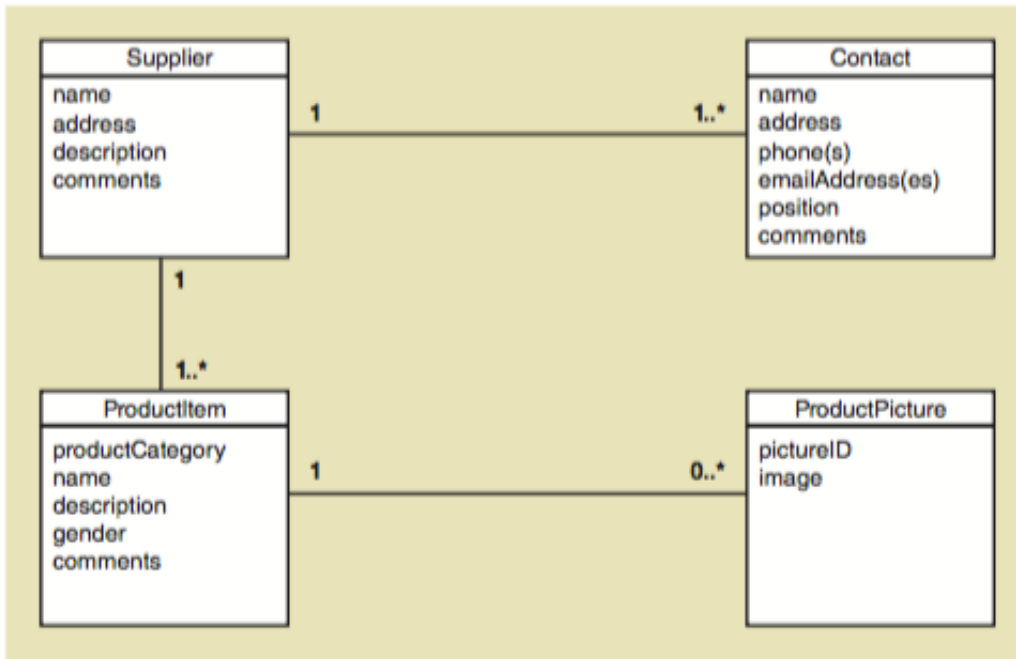 Supplier
name
address
description
comments
1
1..*
Contact
name
address
phone(s)
emailAddress(es)
position
comments
1
1..*
ProductItem
productCategory
name
description
gender
comments
1
0..*
ProductPicture
pictureID
image